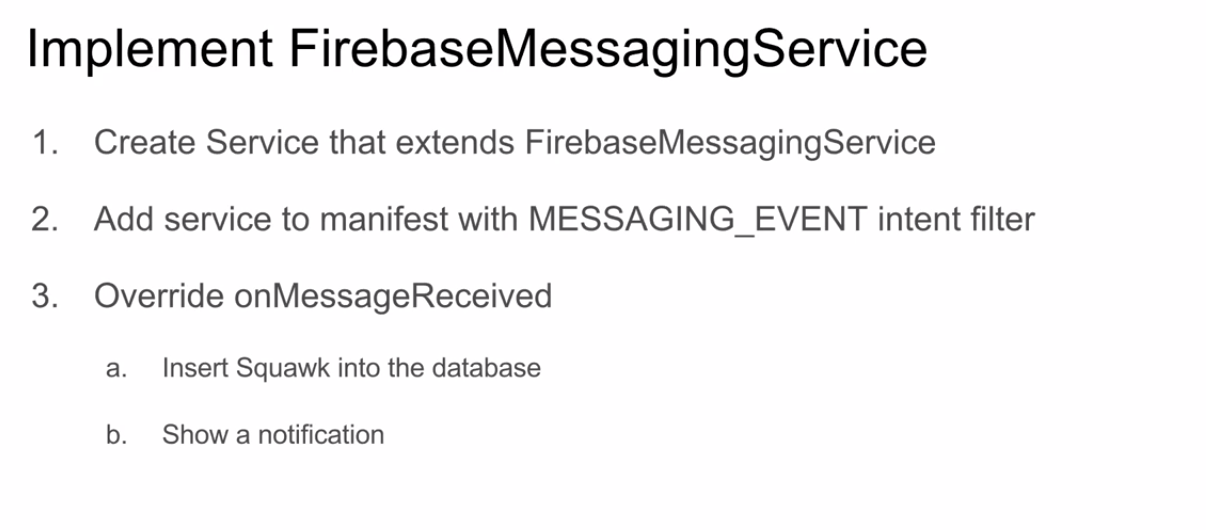 Implement FirebaseMessagingService
1. Create Service that extends FirebaseMessagingService
2. Add service to manifest with MESSAGING_EVENT intent filter
3. Override onMessageReceived
a. Insert Squawk into the database
b. Show a notification